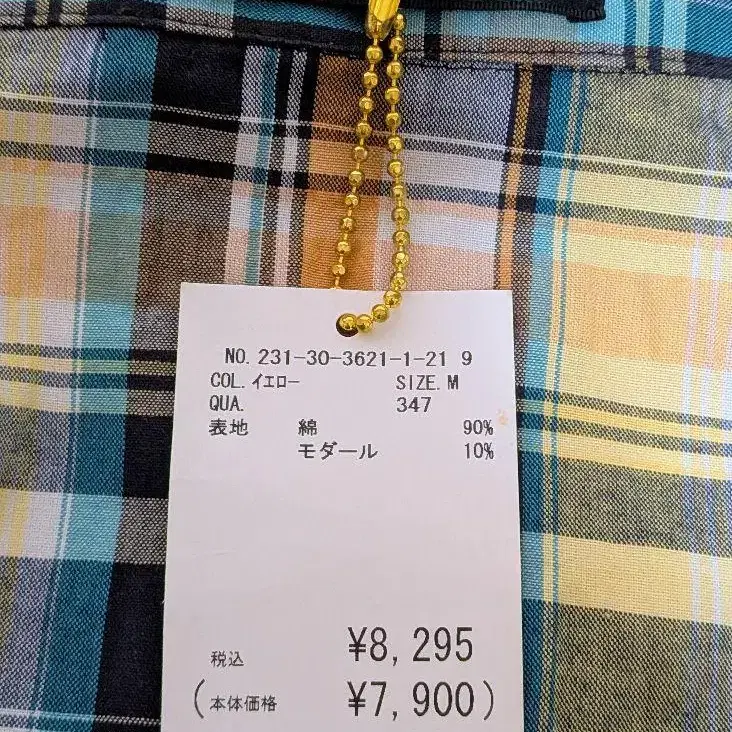 NO. 231-30-3621-1-21 9
COL. イエロー SIZE. M
QUA. 347
表地 綿 90%
モダール 10%
税込 ¥8,295
(本体価格 ¥7,900)